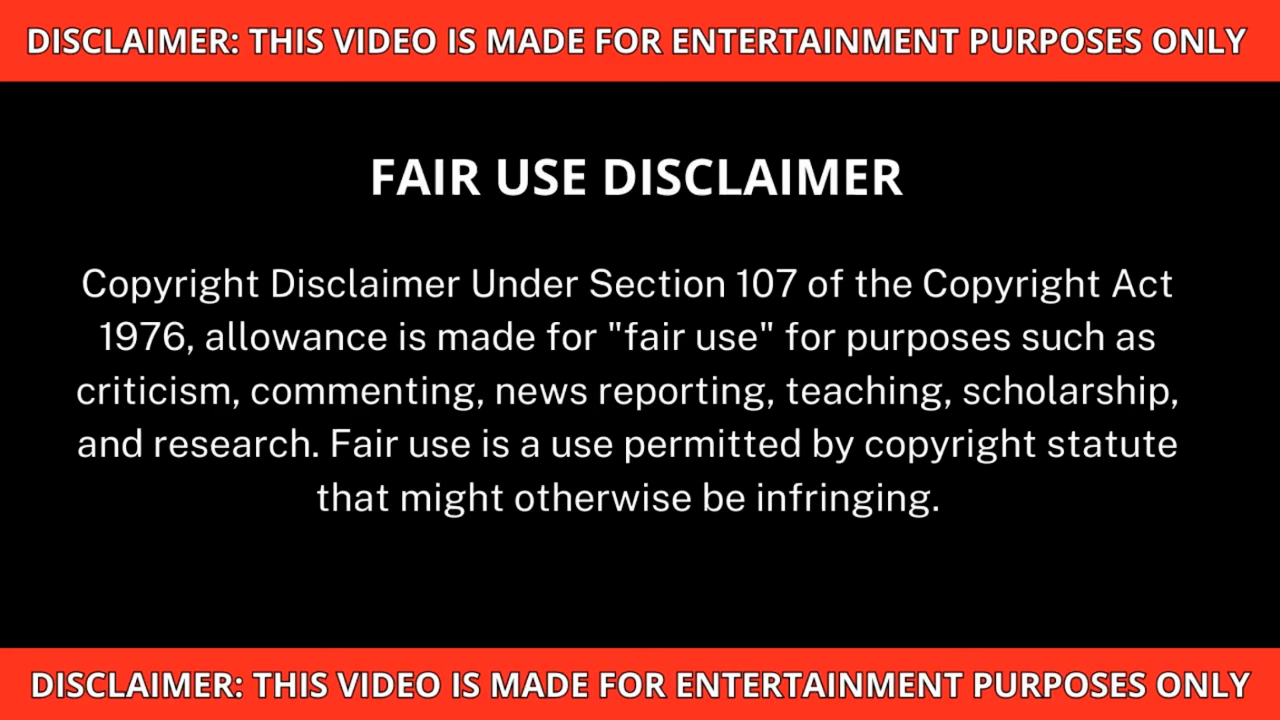 DISCLAIMER: THIS VIDEO IS MADE FOR ENTERTAINMENT PURPOSES ONLY
FAIR USE DISCLAIMER
Copyright Disclaimer Under Section 107 of the Copyright Act
1976, allowance is made for "fair use" for purposes such as
criticism, commenting, news reporting, teaching, scholarship,
and research. Fair use is a use permitted by copyright statute
that might otherwise be infringing.
DISCLAIMER: THIS VIDEO IS MADE FOR ENTERTAINMENT PURPOSES ONLY